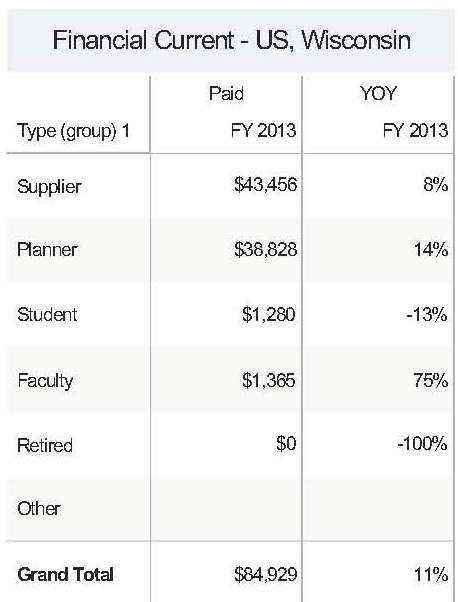 Financial Current - US, Wisconsin
Paid YOY
Type (group) 1 FY 2013 FY 2013
Supplier $43,456 8%
Planner $38,828 14%
Student $1,280 -13%
Faculty $1,365 75%
Retired $0 -100%
Other
Grand Total $84,929 11%